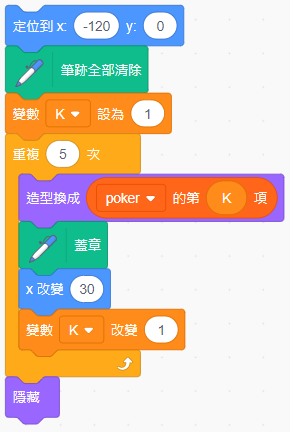 定位到 x: -120 y: 0
筆跡全部清除
變數 K 設為 1
重複 5 次
造型換成 poker 的第 K 項
蓋章
x 改變 30
變數 K 改變 1
隱藏